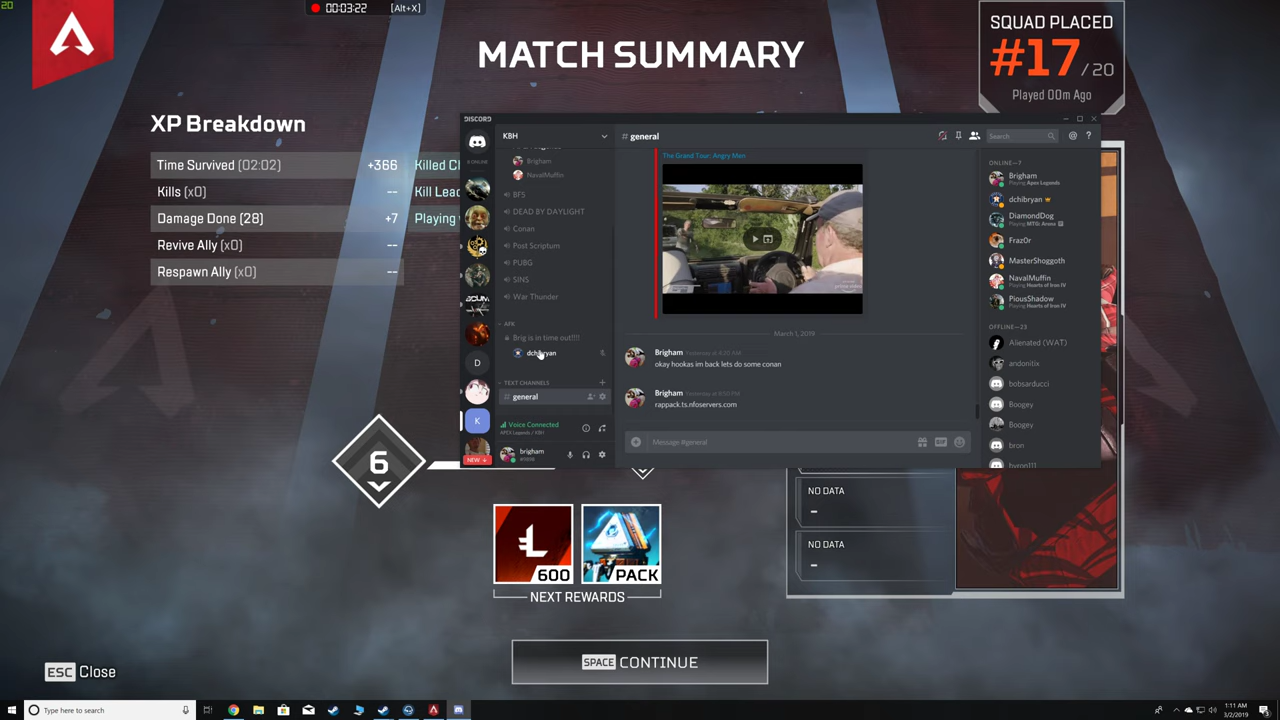 20
00:03:22 [Alt+X]
MATCH SUMMARY
SQUAD PLACED
#17/20
Played 00m Ago
XP Breakdown
Time Survived (02:02) +366
Kills (x0) --
Damage Done (28) +7
Revive Ally (x0) --
Respawn Ally (x0) --
Kill Lea
Playing
DISCORD
KBH
Brigham
NavalMuffin
BF5
DEAD BY DAYLIGHT
Conan
Post Scriptum
PUBG
SINS
War Thunder
AFK
Brig is in time out!!!!
dchibryan
TEXT CHANNELS
# general
Voice Connected
APEX Legends / KBH
brigham
D
K
NEW
# general
Search
The Grand Tour: Angry Men
March 1, 2019
Brigham
okay hookas im back lets do some conan
Brigham
rappack.ts.nfoservers.com
Message #general
GIF
ONLINE—7
Brigham
Playing Apex Legends
dchibryan
DiamondDog
Playing MTG: Arena
Fraz0r
MasterShoggoth
NavalMuffin
Playing Hearts of Iron IV
PiousShadow
Playing Hearts of Iron IV
OFFLINE—23
Alienated (WAT)
andonitix
bobsarducci
Boogey
Boogey
bron
6
600
PACK
NEXT REWARDS
NO DATA
-
NO DATA
-
ESC Close
SPACE CONTINUE
Type here to search
1:11 AM
3/2/2019